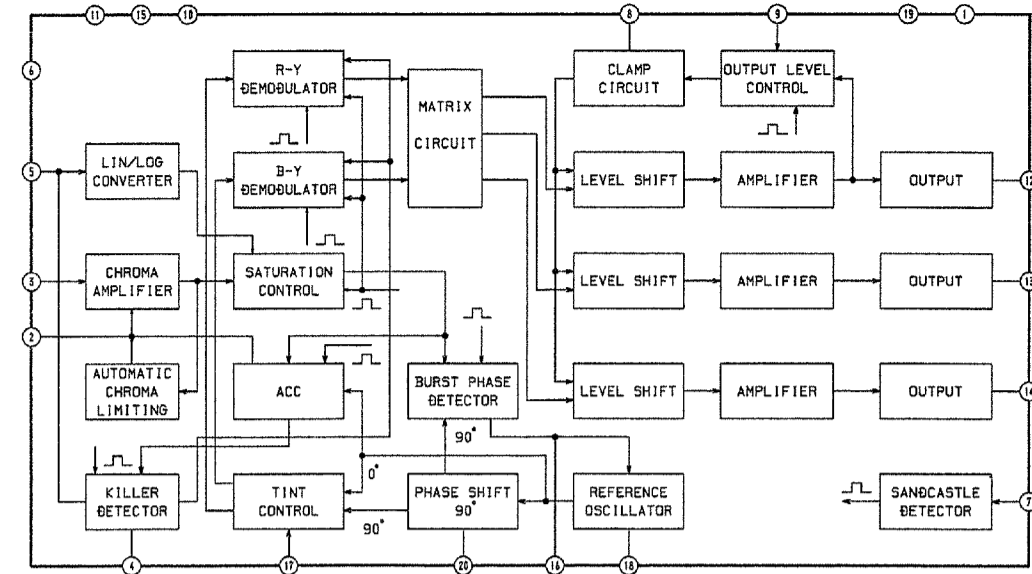 11 15 10 8 9 19 1
6
R-Y
DEMODULATOR
MATRIX
CIRCUIT
CLAMP
CIRCUIT
OUTPUT LEVEL
CONTROL
5
LIN/LOG
CONVERTER
B-Y
DEMODULATOR
LEVEL SHIFT
AMPLIFIER
OUTPUT
12
3
CHROMA
AMPLIFIER
SATURATION
CONTROL
LEVEL SHIFT
AMPLIFIER
OUTPUT
13
2
AUTOMATIC
CHROMA
LIMITING
ACC
BURST PHASE
DETECTOR
LEVEL SHIFT
AMPLIFIER
OUTPUT
14
90°
0°
KILLER
DETECTOR
TINT
CONTROL
90°
PHASE SHIFT
90°
REFERENCE
OSCILLATOR
SANDCASTLE
DETECTOR
7
4 17 20 16 18